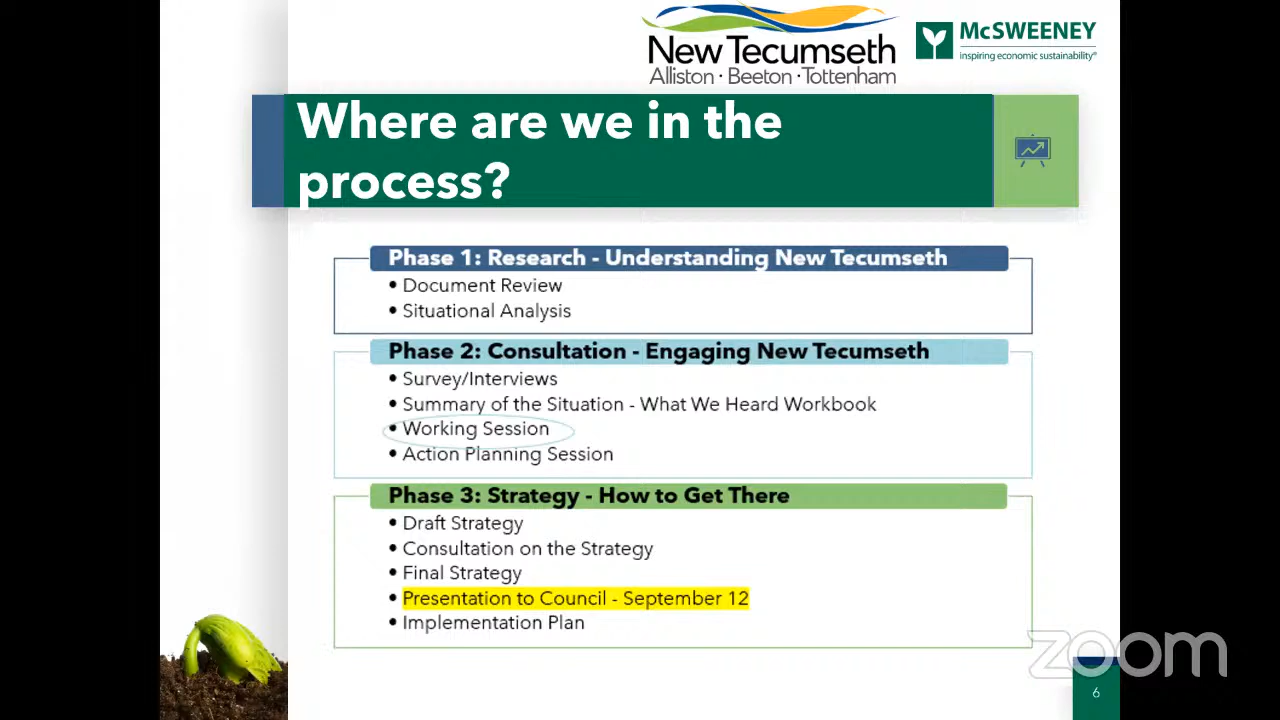 New Tecumseth
Alliston · Beeton · Tottenham
McSWEENEY
inspiring economic sustainability®
Where are we in the
process?
Phase 1: Research - Understanding New Tecumseth
• Document Review
• Situational Analysis
Phase 2: Consultation - Engaging New Tecumseth
• Survey/Interviews
• Summary of the Situation - What We Heard Workbook
• Working Session
• Action Planning Session
Phase 3: Strategy - How to Get There
• Draft Strategy
• Consultation on the Strategy
• Final Strategy
• Presentation to Council - September 12
• Implementation Plan
zoom
6